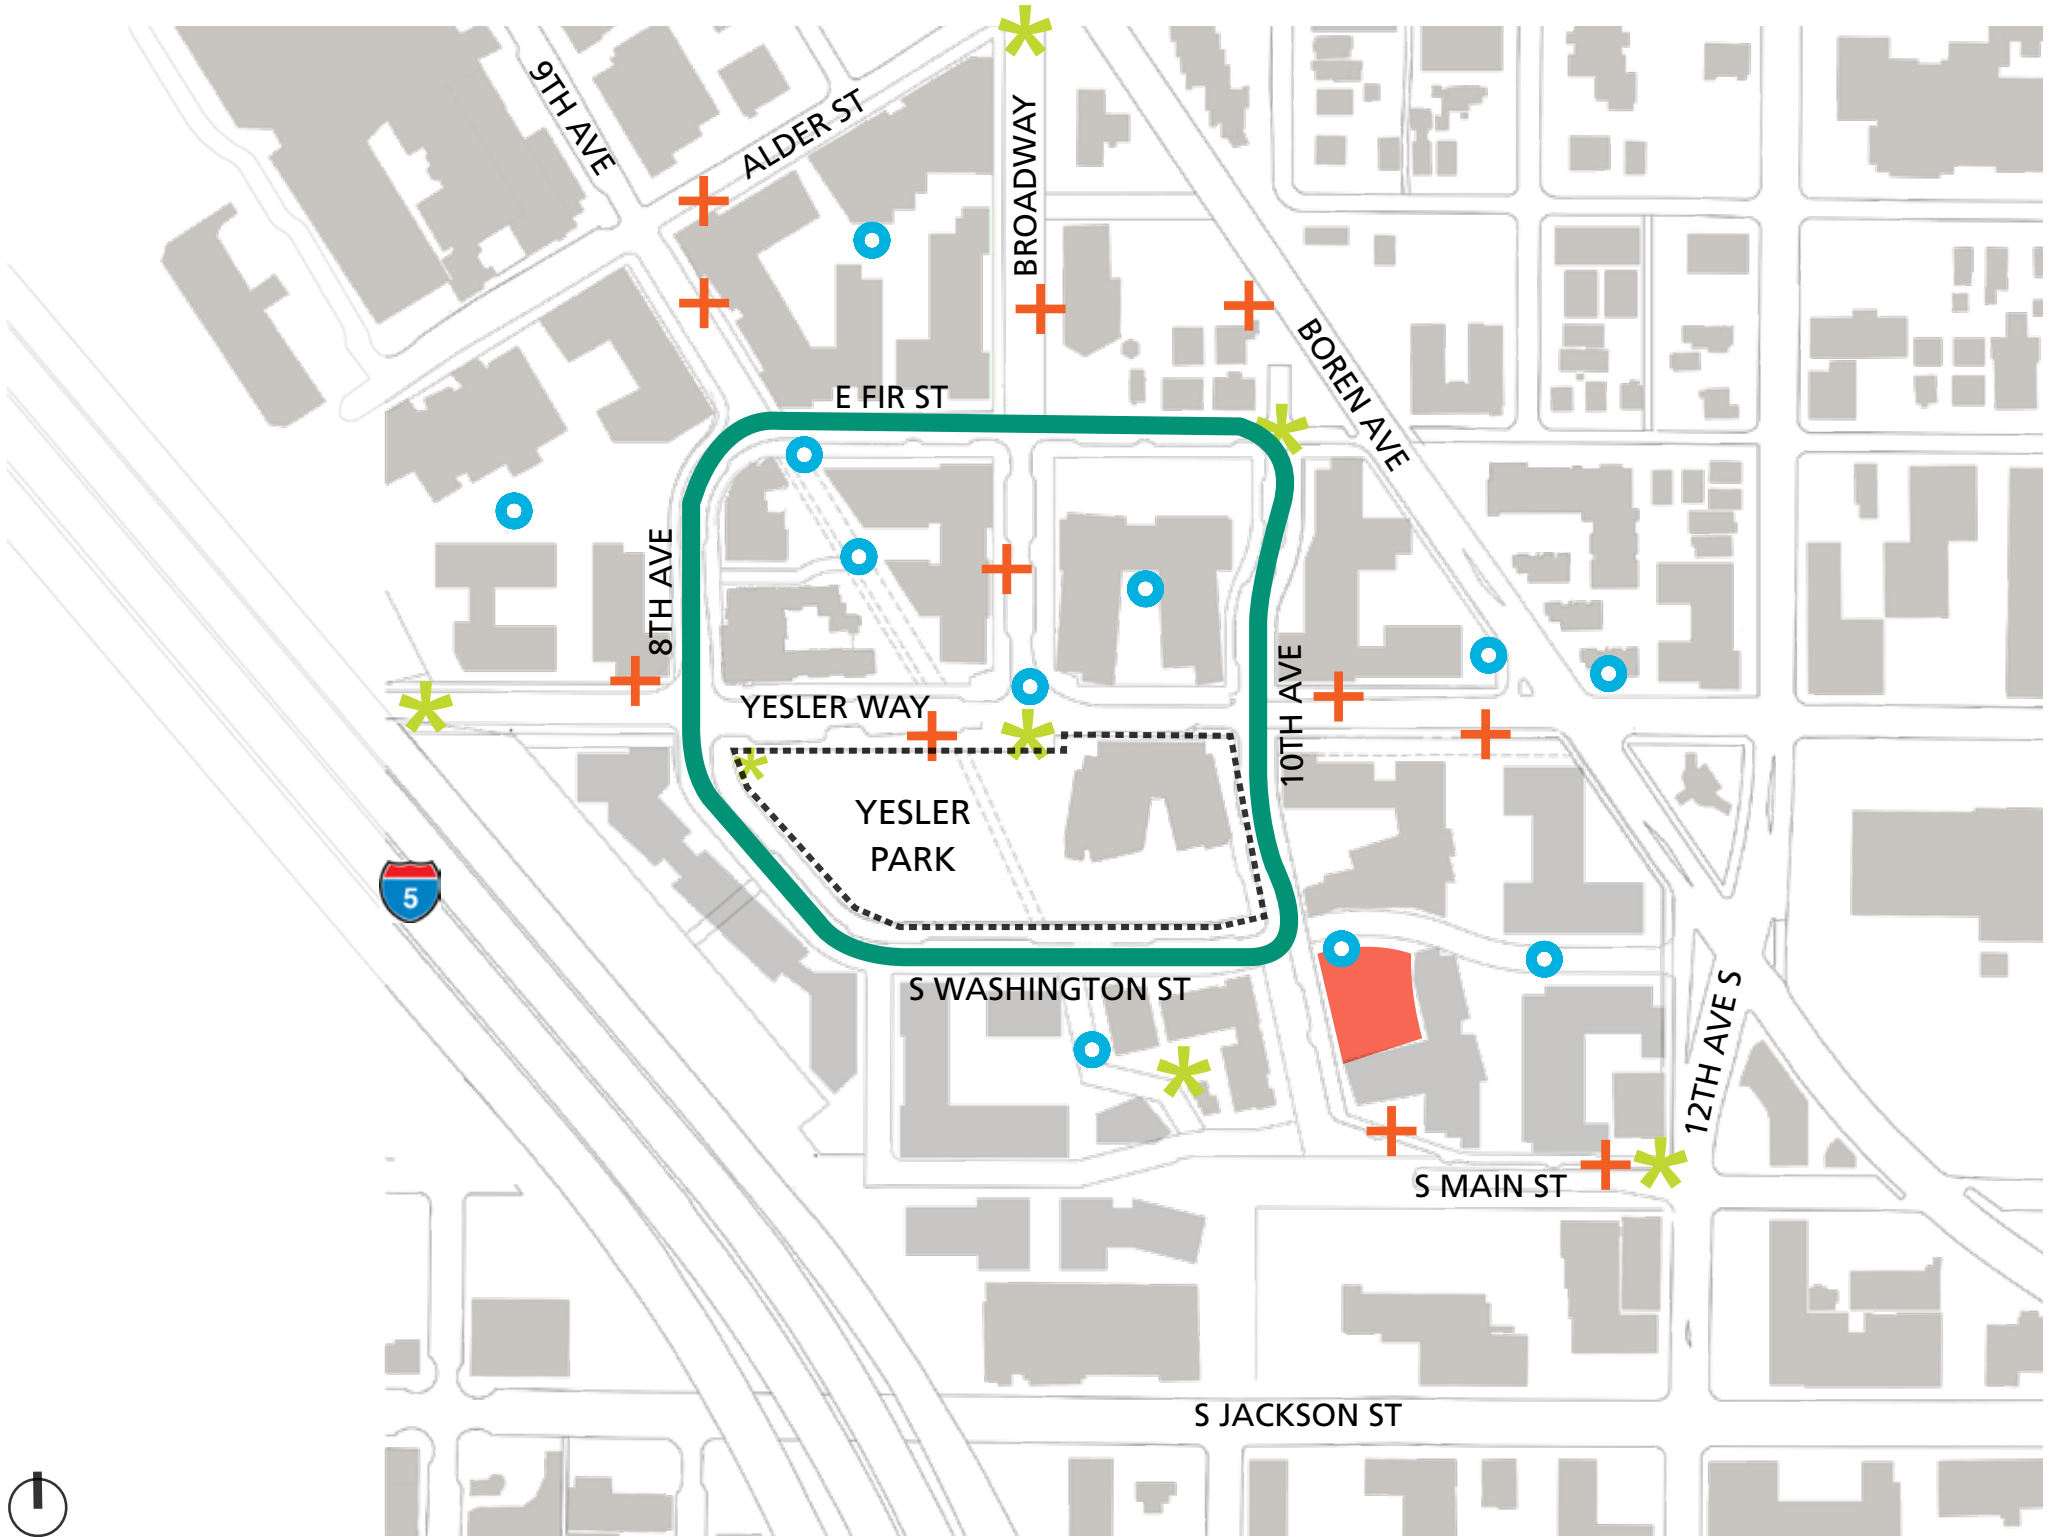 9TH AVE
ALDER ST
BROADWAY
BOREN AVE
E FIR ST
8TH AVE
YESLER WAY
10TH AVE
YESLER
PARK
5
S WASHINGTON ST
12TH AVE S
S MAIN ST
S JACKSON ST